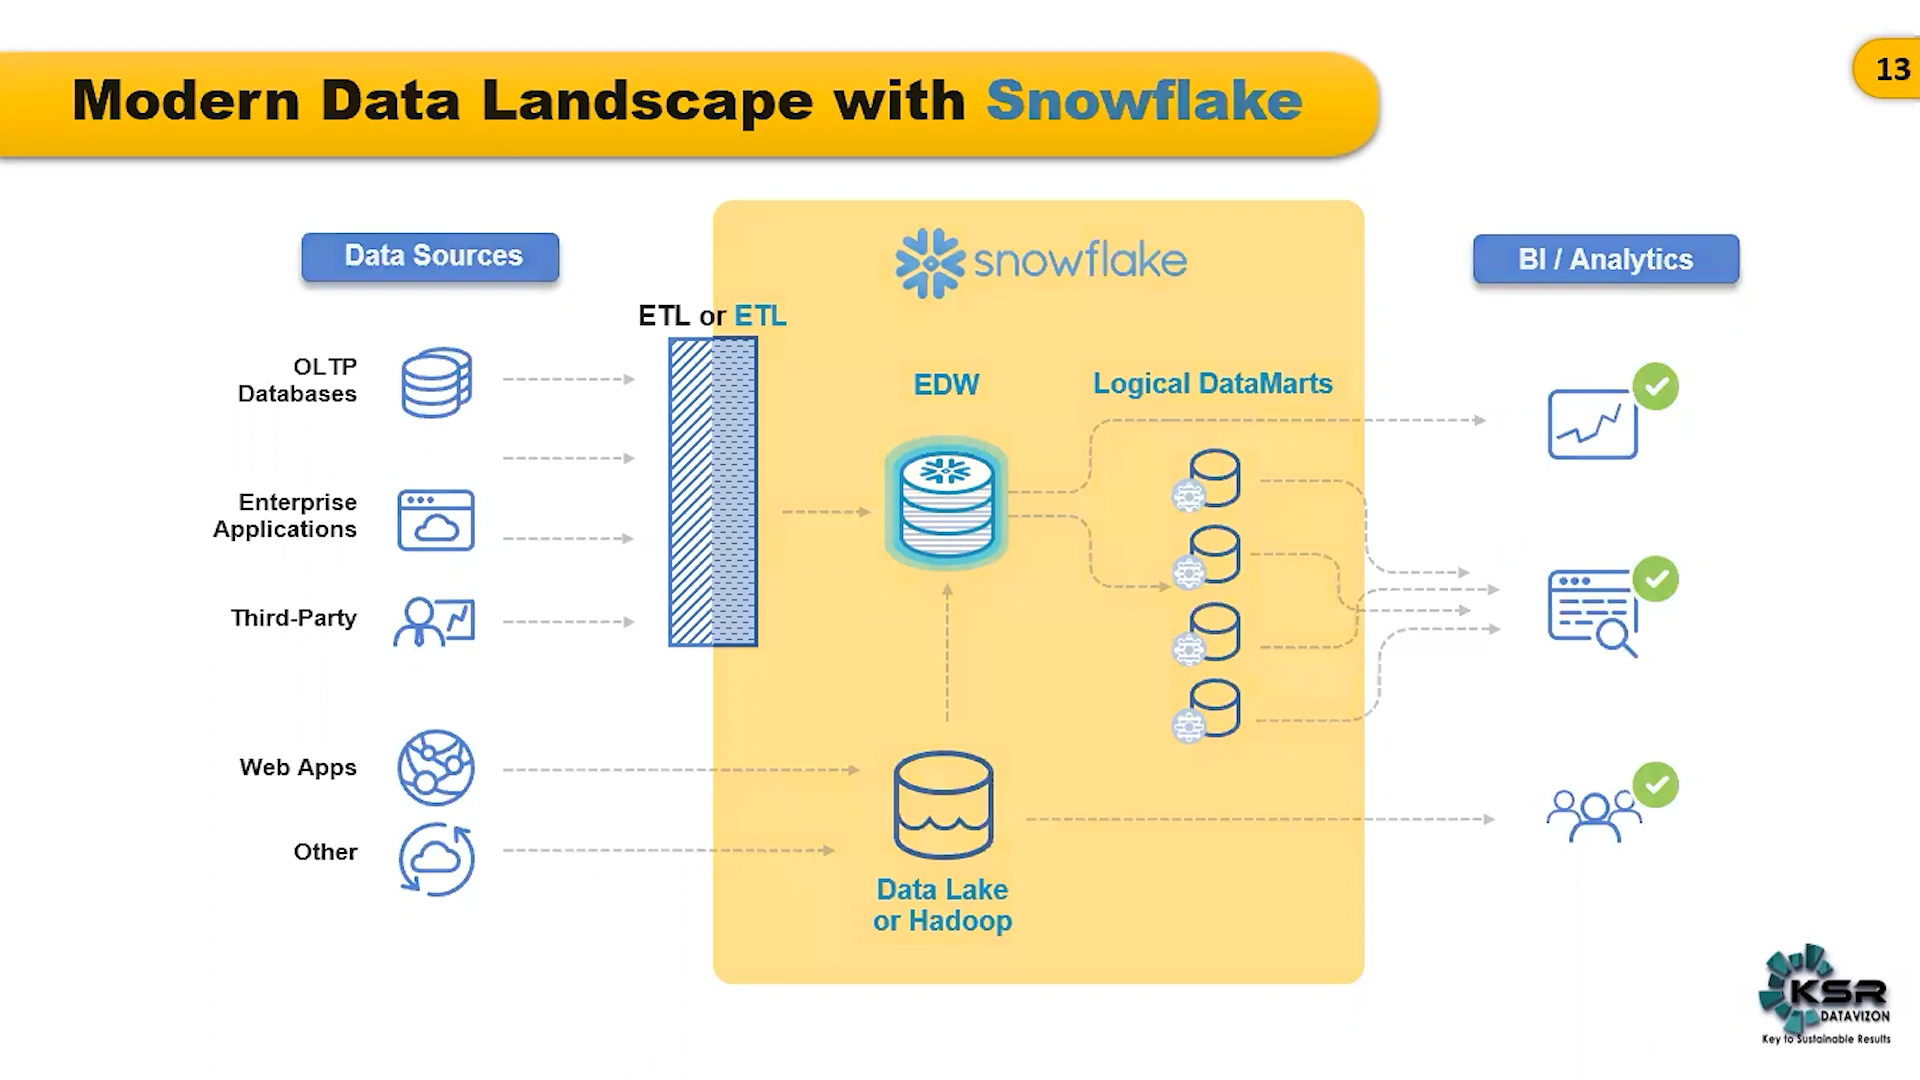 13
Modern Data Landscape with Snowflake
Data Sources
snowflake
BI / Analytics
ETL or ETL
OLTP
Databases
EDW
Logical DataMarts
Enterprise
Applications
Third-Party
Web Apps
Other
Data Lake
or Hadoop
KSR
DATAVIZON
Key to Sustainable Results